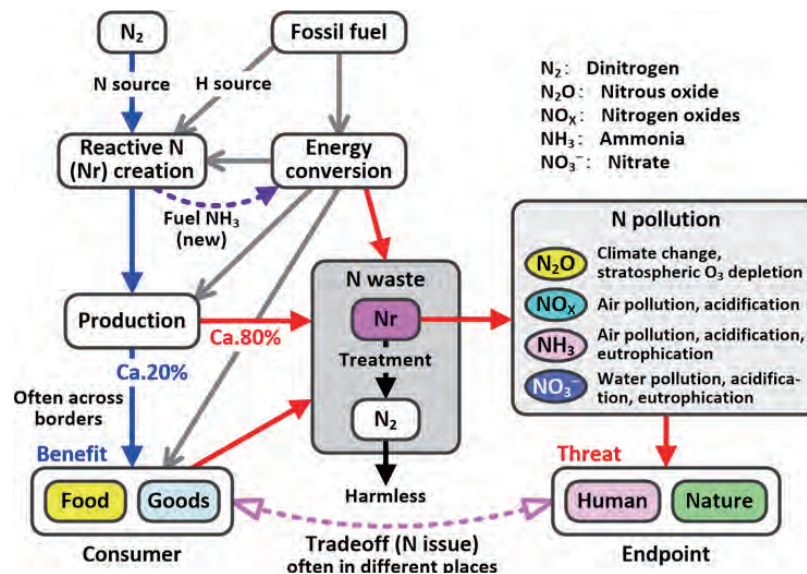 N₂
Fossil fuel
N source
H source
N₂: Dinitrogen
N₂O: Nitrous oxide
NOₓ: Nitrogen oxides
NH₃: Ammonia
NO₃⁻: Nitrate
Reactive N
(Nr) creation
Energy
conversion
Fuel NH₃
(new)
N pollution
N₂O
Climate change,
stratospheric O₃ depletion
NOₓ
Air pollution, acidification
NH₃
Air pollution, acidification,
eutrophication
NO₃⁻
Water pollution, acidifica-
tion, eutrophication
N waste
Nr
Treatment
N₂
Harmless
Production
Ca.80%
Ca.20%
Often across
borders
Benefit
Food
Goods
Consumer
Threat
Human
Nature
Endpoint
Tradeoff (N issue)
often in different places